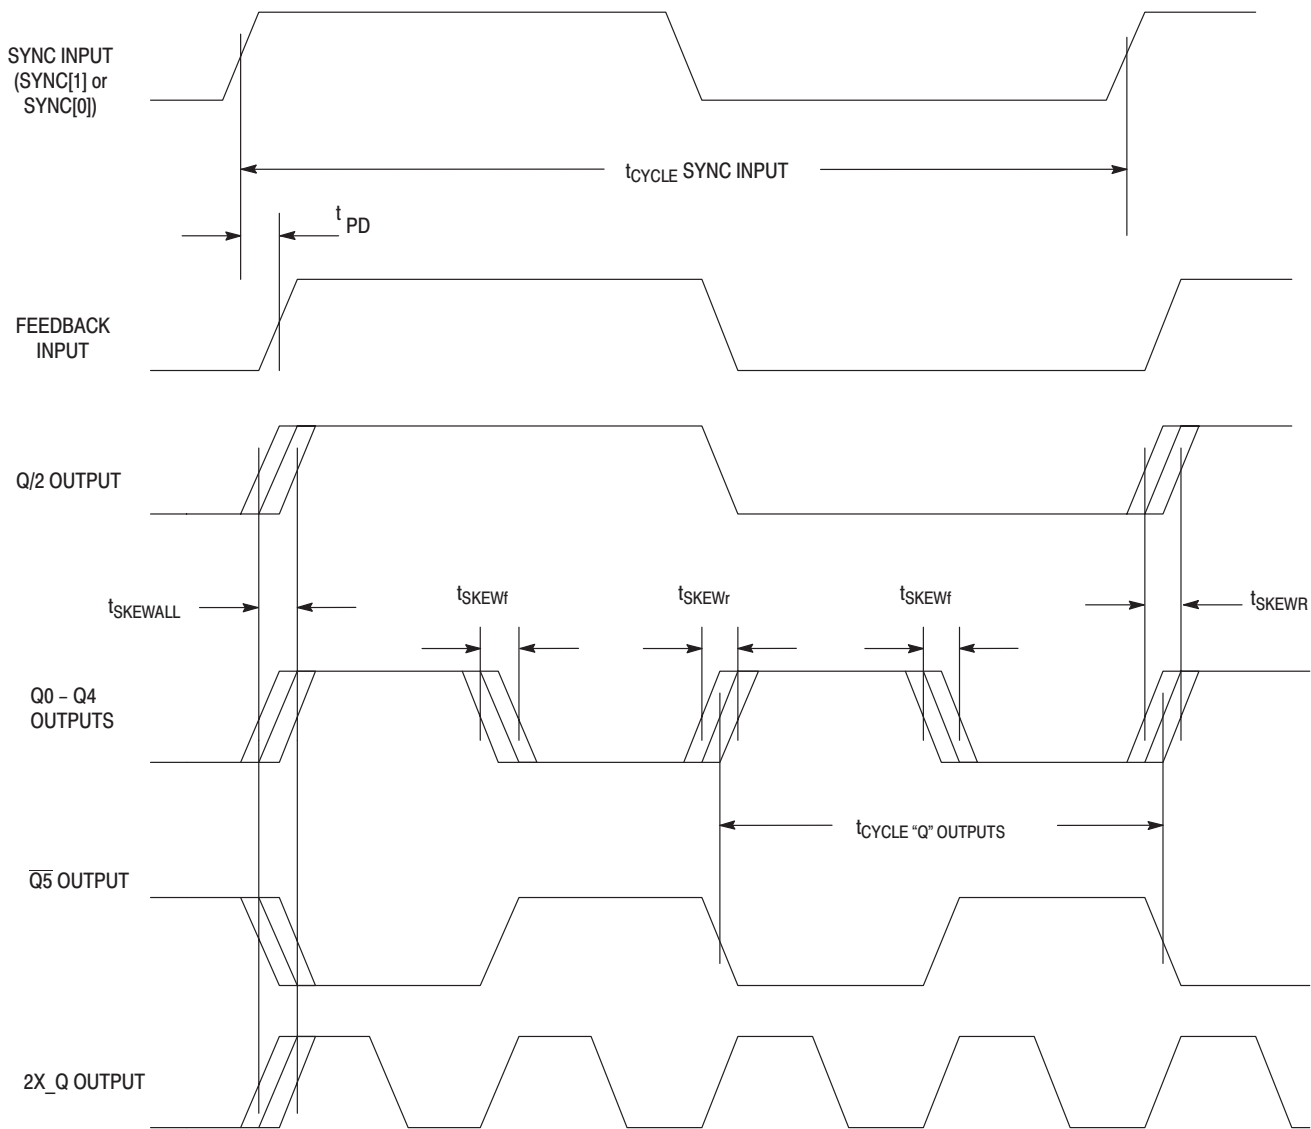 SYNC INPUT
(SYNC[1] or
SYNC[0])
tCYCLE SYNC INPUT
t PD
FEEDBACK
INPUT
Q/2 OUTPUT
tSKEWALL
tSKEWf
tSKEWr
tSKEWf
tSKEWR
Q0 – Q4
OUTPUTS
tCYCLE “Q” OUTPUTS
Q5 OUTPUT
2X_Q OUTPUT